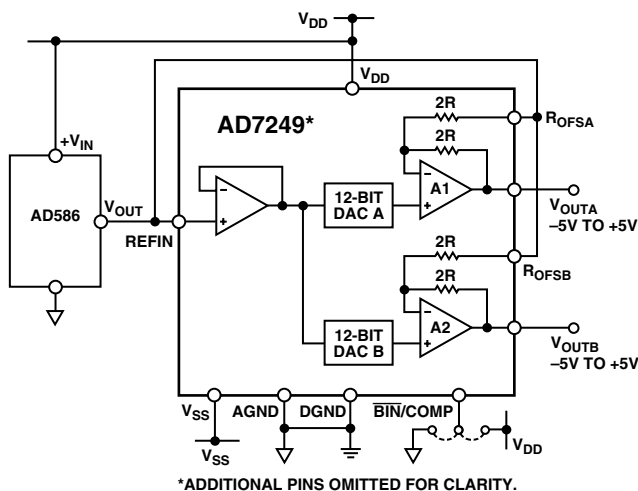 V_DD
V_DD
AD7249*
2R
2R
R_OFSA
+V_IN
AD586
V_OUT
REFIN
12-BIT
DAC A
A1
V_OUTA
–5V TO +5V
2R
2R
R_OFSB
12-BIT
DAC B
A2
V_OUTB
–5V TO +5V
V_SS
AGND
DGND
B̅I̅N̅/COMP
V_SS
V_DD
*ADDITIONAL PINS OMITTED FOR CLARITY.